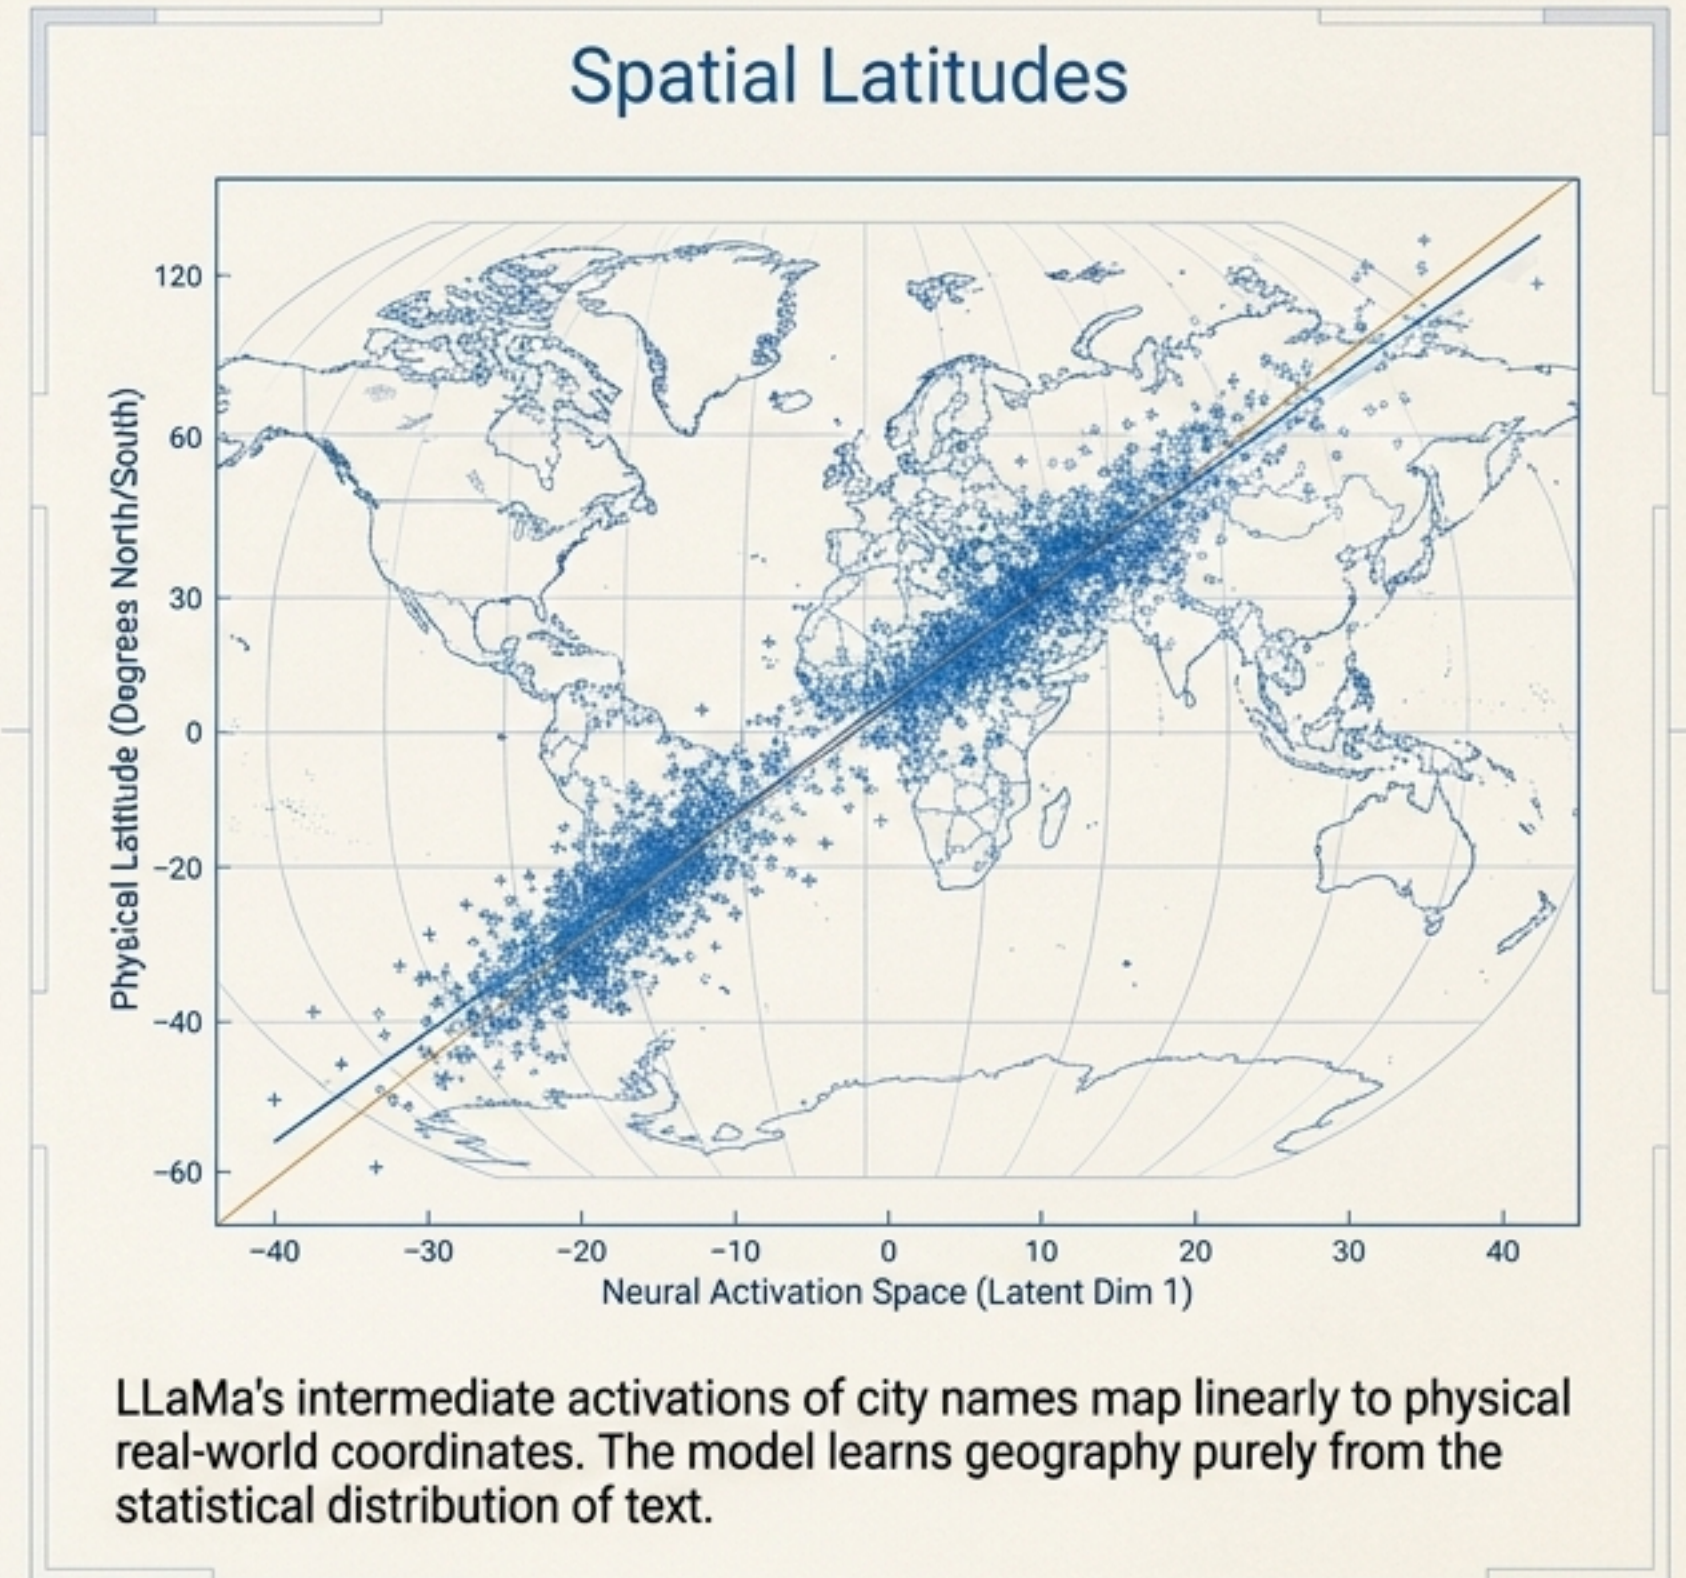 Spatial Latitudes
120
60
30
0
−20
−40
−60
Phybical Latitude (Dogrees North/South)
−40 −30 −20 −10 0 10 20 30 40
Neural Activation Space (Latent Dim 1)
LLaMa's intermediate activations of city names map linearly to physical
real-world coordinates. The model learns geography purely from the
statistical distribution of text.